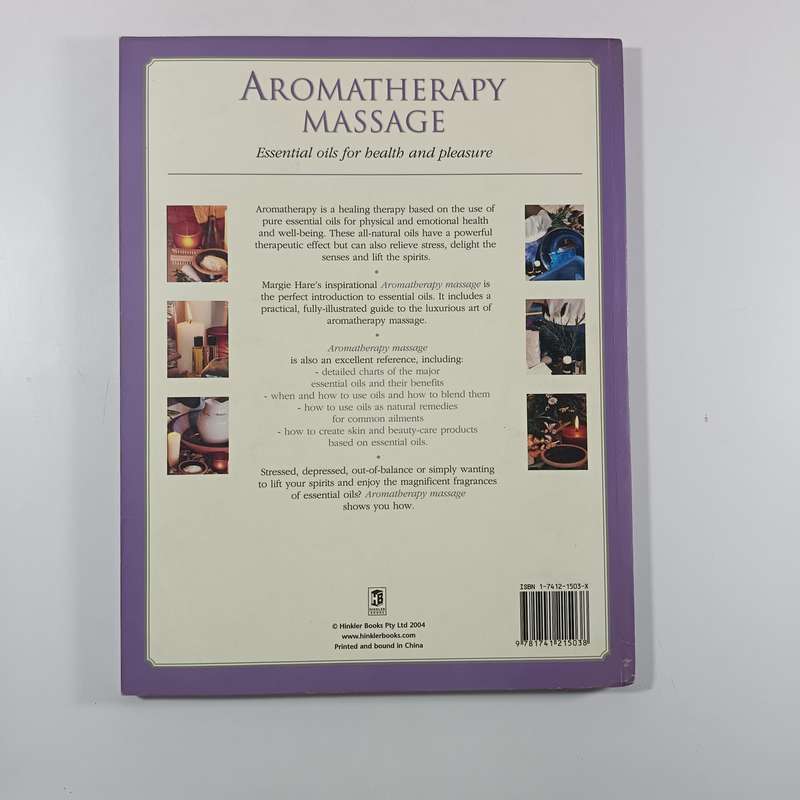 AROMATHERAPY
MASSAGE
Essential oils for health and pleasure
Aromatherapy is a healing therapy based on the use of
pure essential oils for physical and emotional health
and well-being. These all-natural oils have a powerful
therapeutic effect but can also relieve stress, delight the
senses and lift the spirits.
•
Margie Hare's inspirational Aromatherapy massage is
the perfect introduction to essential oils. It includes a
practical, fully-illustrated guide to the luxurious art of
aromatherapy massage.
•
Aromatherapy massage
is also an excellent reference, including:
- detailed charts of the major
essential oils and their benefits
- when and how to use oils and how to blend them
- how to use oils as natural remedies
for common ailments
- how to create skin and beauty-care products
based on essential oils.
•
Stressed, depressed, out-of-balance or simply wanting
to lift your spirits and enjoy the magnificent fragrances
of essential oils? Aromatherapy massage
shows you how.
HB
HINKLER
BOOKS
© Hinkler Books Pty Ltd 2004
www.hinklerbooks.com
Printed and bound in China
ISBN 1-7412-1503-X
9 781741 215038